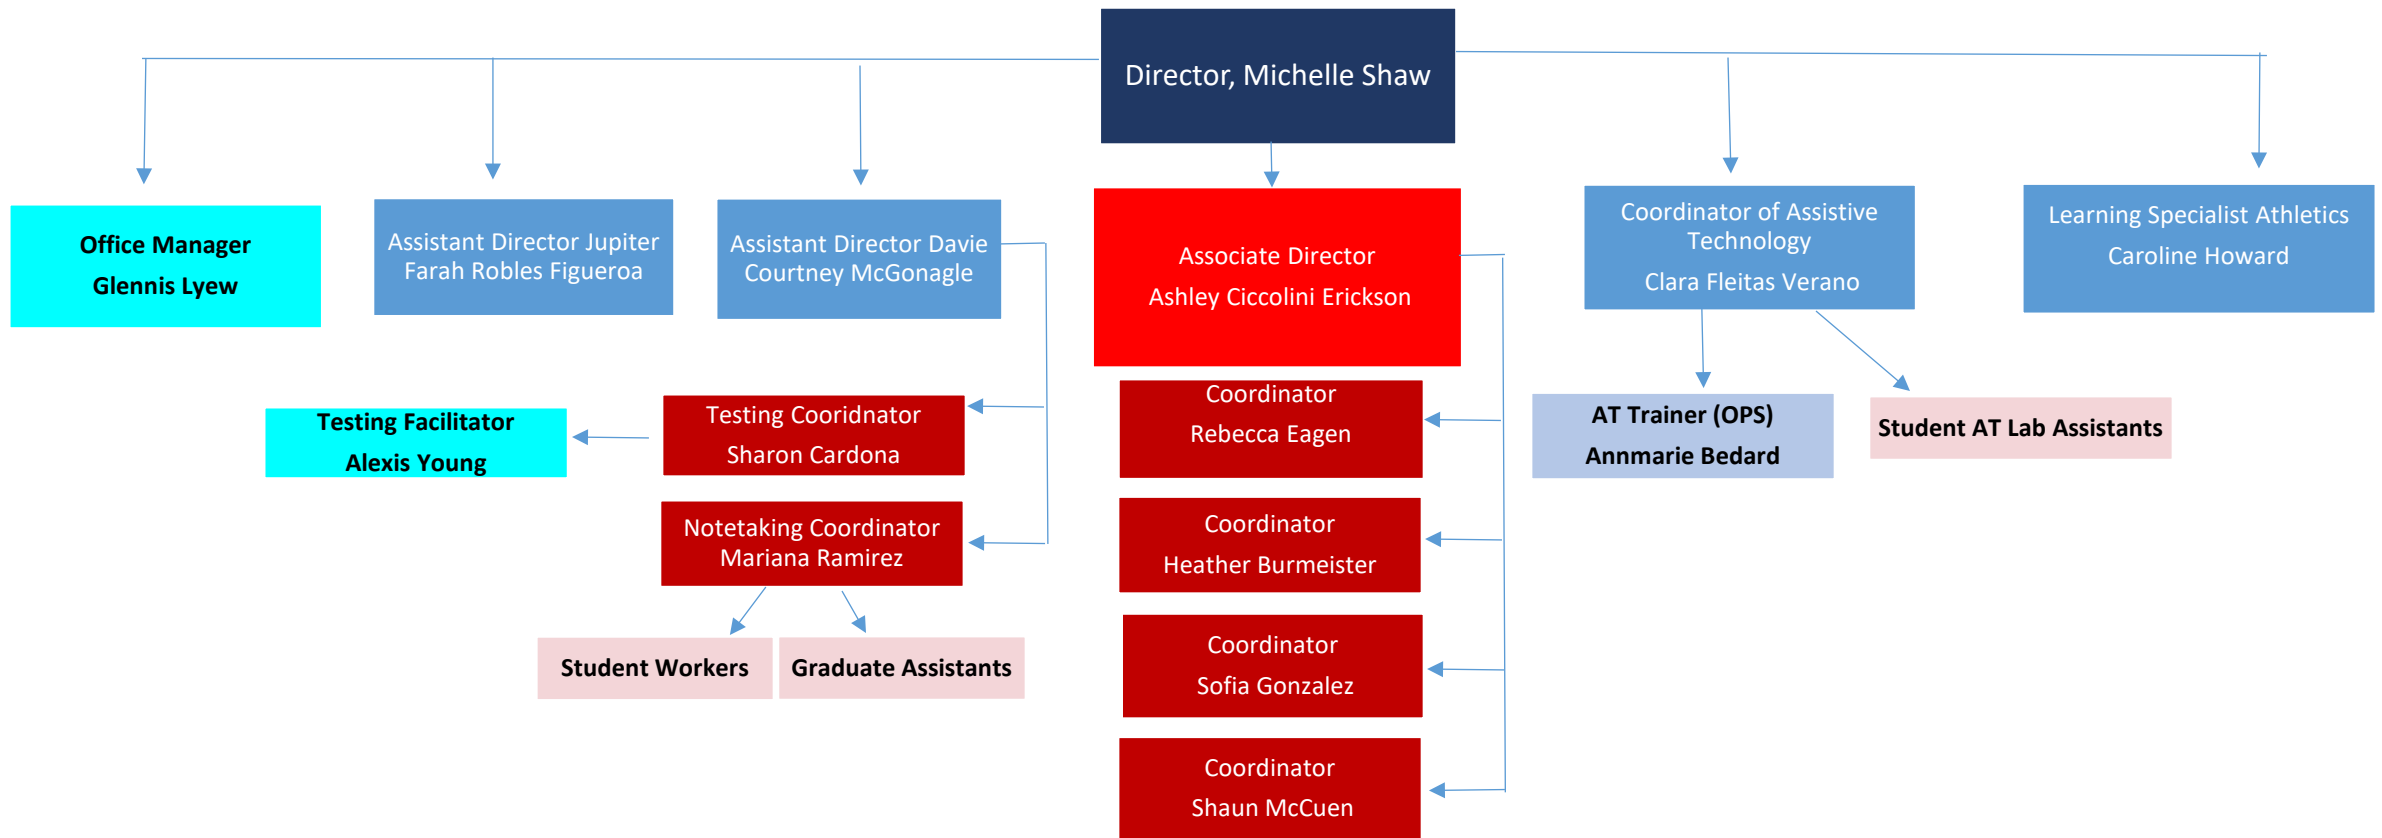 Director, Michelle Shaw
Office Manager
Glennis Lyew
Assistant Director Jupiter
Farah Robles Figueroa
Assistant Director Davie
Courtney McGonagle
Associate Director
Ashley Ciccolini Erickson
Coordinator of Assistive
Technology
Clara Fleitas Verano
Learning Specialist Athletics
Caroline Howard
Testing Facilitator
Alexis Young
Testing Cooridnator
Sharon Cardona
Notetaking Coordinator
Mariana Ramirez
Student Workers
Graduate Assistants
Coordinator
Rebecca Eagen
Coordinator
Heather Burmeister
Coordinator
Sofia Gonzalez
Coordinator
Shaun McCuen
AT Trainer (OPS)
Annmarie Bedard
Student AT Lab Assistants